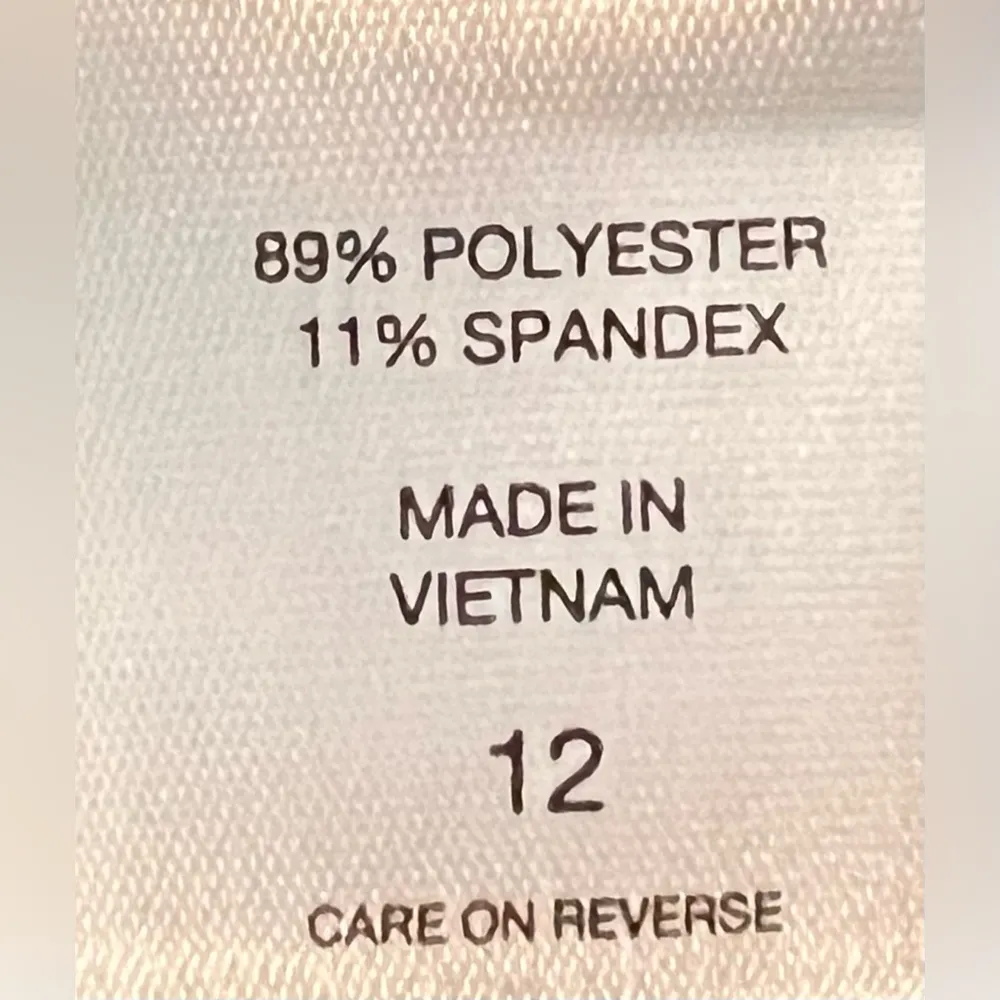 89% POLYESTER
11% SPANDEX
MADE IN
VIETNAM
12
CARE ON REVERSE